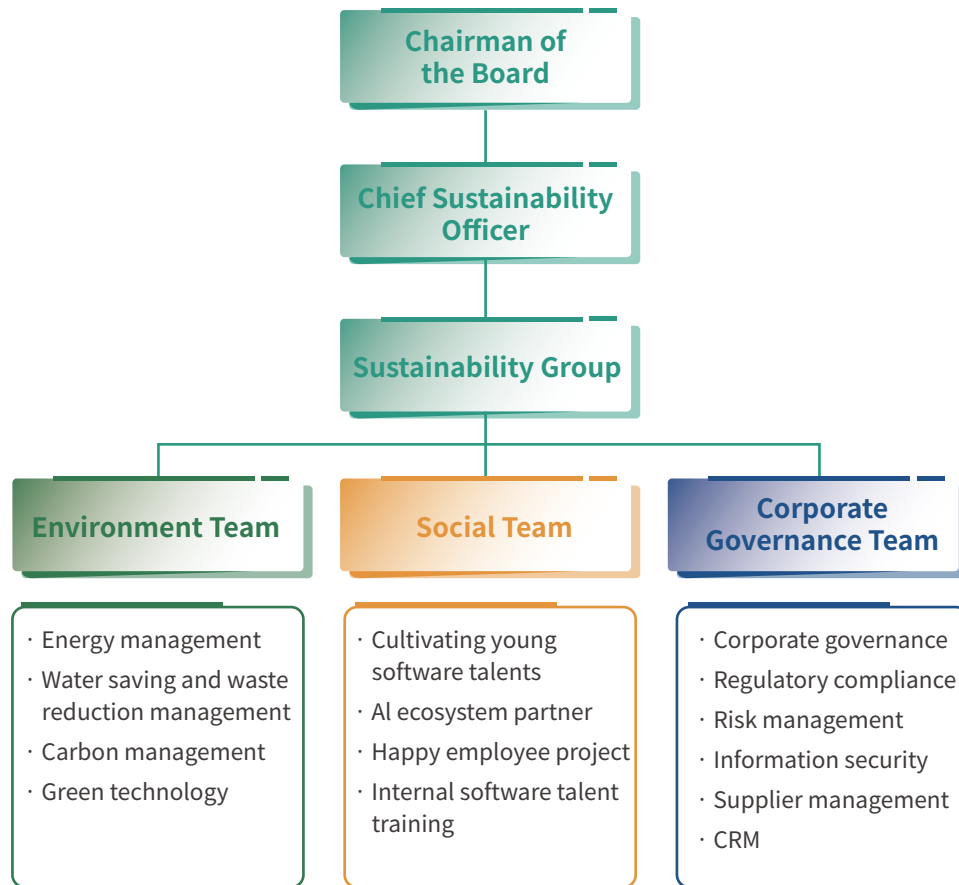 Chairman of
the Board
Chief Sustainability
Officer
Sustainability Group
Environment Team
Social Team
Corporate
Governance Team
· Energy management
· Water saving and waste
reduction management
· Carbon management
· Green technology
· Cultivating young
software talents
· AI ecosystem partner
· Happy employee project
· Internal software talent
training
· Corporate governance
· Regulatory compliance
· Risk management
· Information security
· Supplier management
· CRM